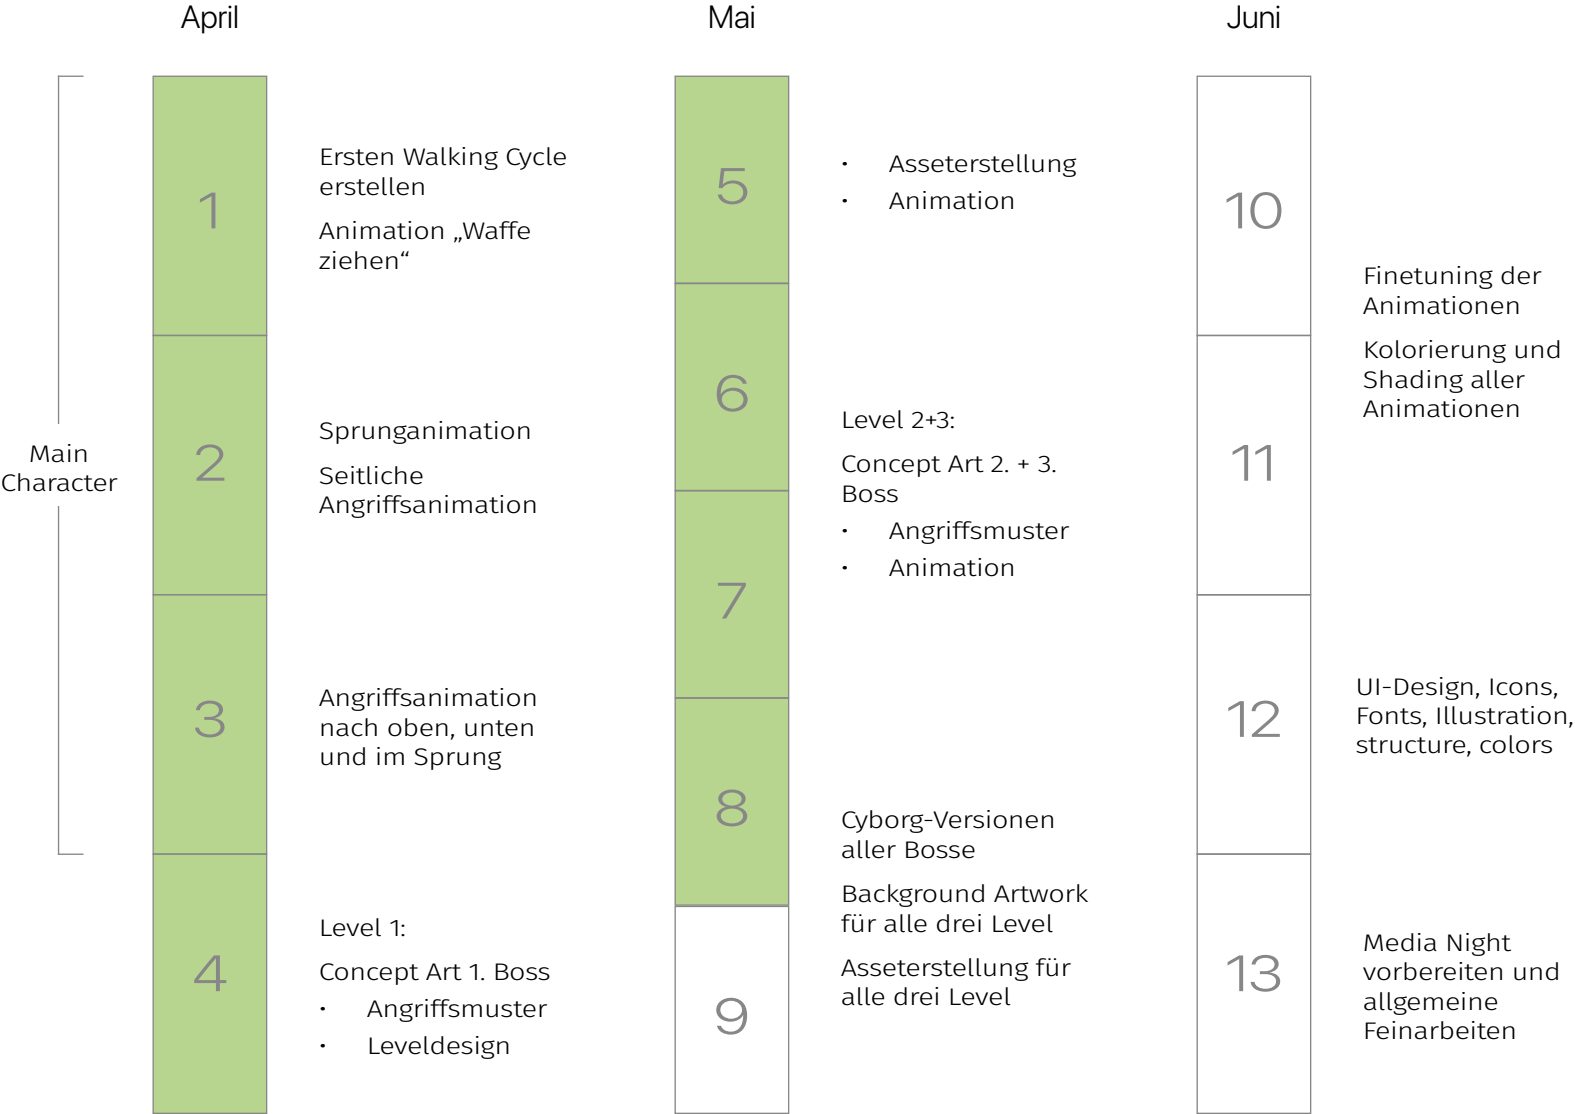 April
Main
Character
1
Ersten Walking Cycle
erstellen
Animation „Waffe
ziehen“
2
Sprunganimation
Seitliche
Angriffsanimation
3
Angriffsanimation
nach oben, unten
und im Sprung
4
Level 1:
Concept Art 1. Boss
• Angriffsmuster
• Leveldesign
Mai
5
• Asseterstellung
• Animation
6
Level 2+3:
Concept Art 2. + 3.
Boss
• Angriffsmuster
• Animation
7
8
Cyborg-Versionen
aller Bosse
Background Artwork
für alle drei Level
Asseterstellung für
alle drei Level
9
Juni
10
Finetuning der
Animationen
Kolorierung und
Shading aller
Animationen
11
12
UI-Design, Icons,
Fonts, Illustration,
structure, colors
13
Media Night
vorbereiten und
allgemeine
Feinarbeiten